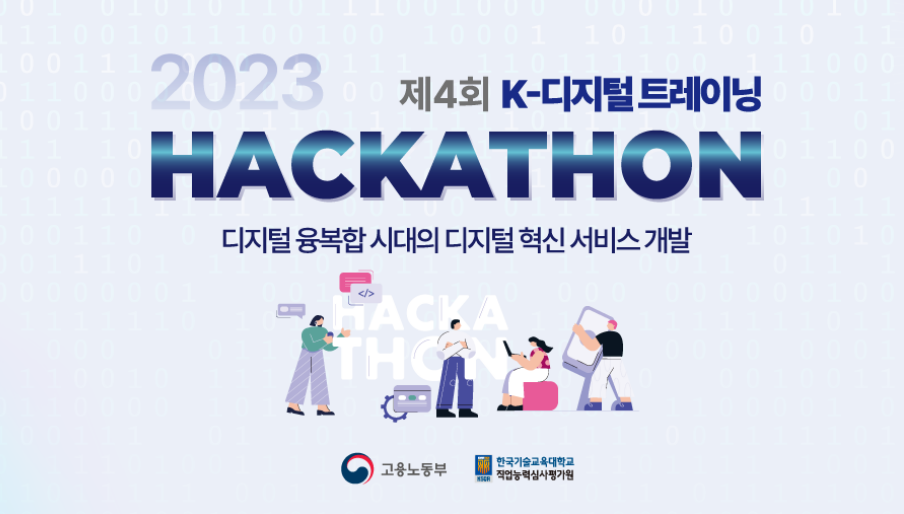 2023
제4회 K-디지털 트레이닝
HACKATHON
디지털 융복합 시대의 디지털 혁신 서비스 개발
</>
HACKA
THON
고용노동부
한국기술교육대학교
직업능력심사평가원